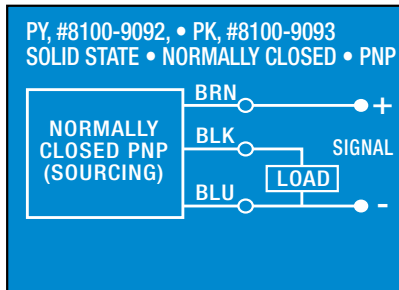 PY, #8100-9092, • PK, #8100-9093
SOLID STATE • NORMALLY CLOSED • PNP
BRN
+
NORMALLY
CLOSED PNP
(SOURCING)
BLK
SIGNAL
LOAD
BLU
-